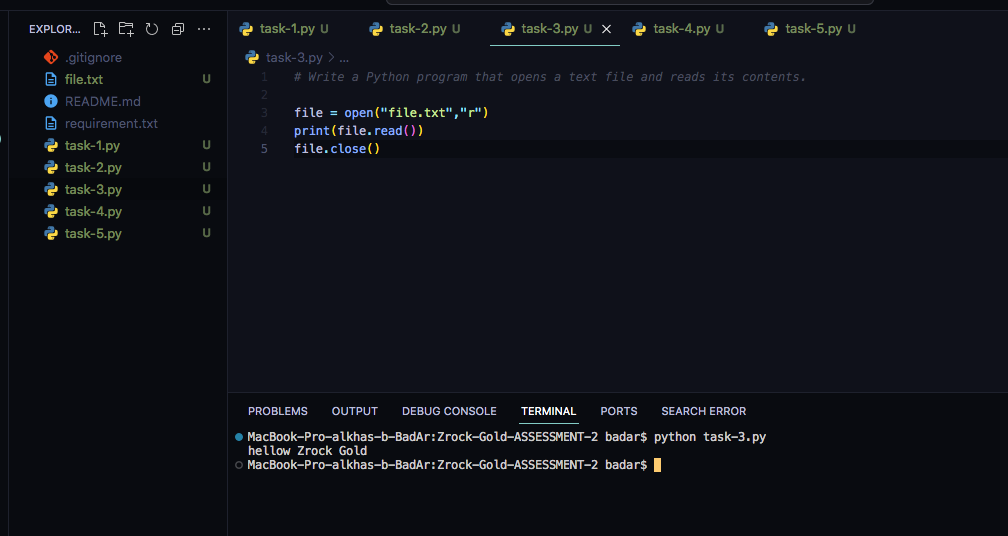 EXPLOR...
.gitignore
file.txt U
README.md
requirement.txt
task-1.py U
task-2.py U
task-3.py U
task-4.py U
task-5.py U
task-1.py U task-2.py U task-3.py U task-4.py U task-5.py U
task-3.py > ...
1 # Write a Python program that opens a text file and reads its contents.
2
3 file = open("file.txt","r")
4 print(file.read())
5 file.close()
PROBLEMS OUTPUT DEBUG CONSOLE TERMINAL PORTS SEARCH ERROR
MacBook-Pro-alkhas-b-BadAr:Zrock-Gold-ASSESSMENT-2 badar$ python task-3.py
hellow Zrock Gold
MacBook-Pro-alkhas-b-BadAr:Zrock-Gold-ASSESSMENT-2 badar$